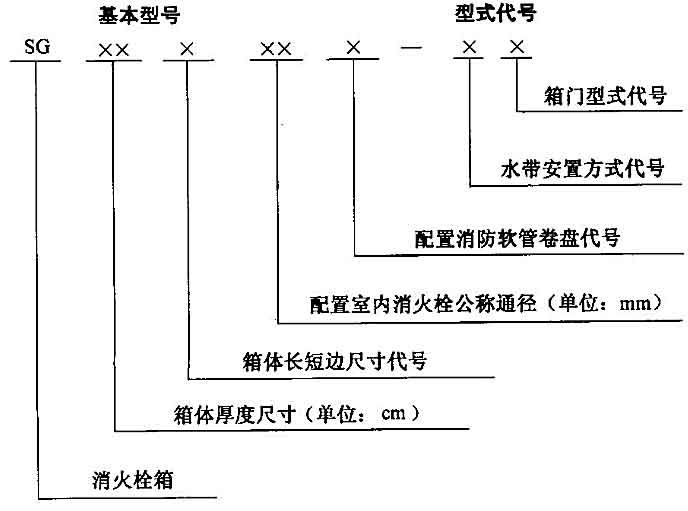 基本型号 型式代号
SG ×× × ×× × — × ×
箱门型式代号
水带安置方式代号
配置消防软管卷盘代号
配置室内消火栓公称通径(单位:mm)
箱体长短边尺寸代号
箱体厚度尺寸(单位:cm)
消火栓箱